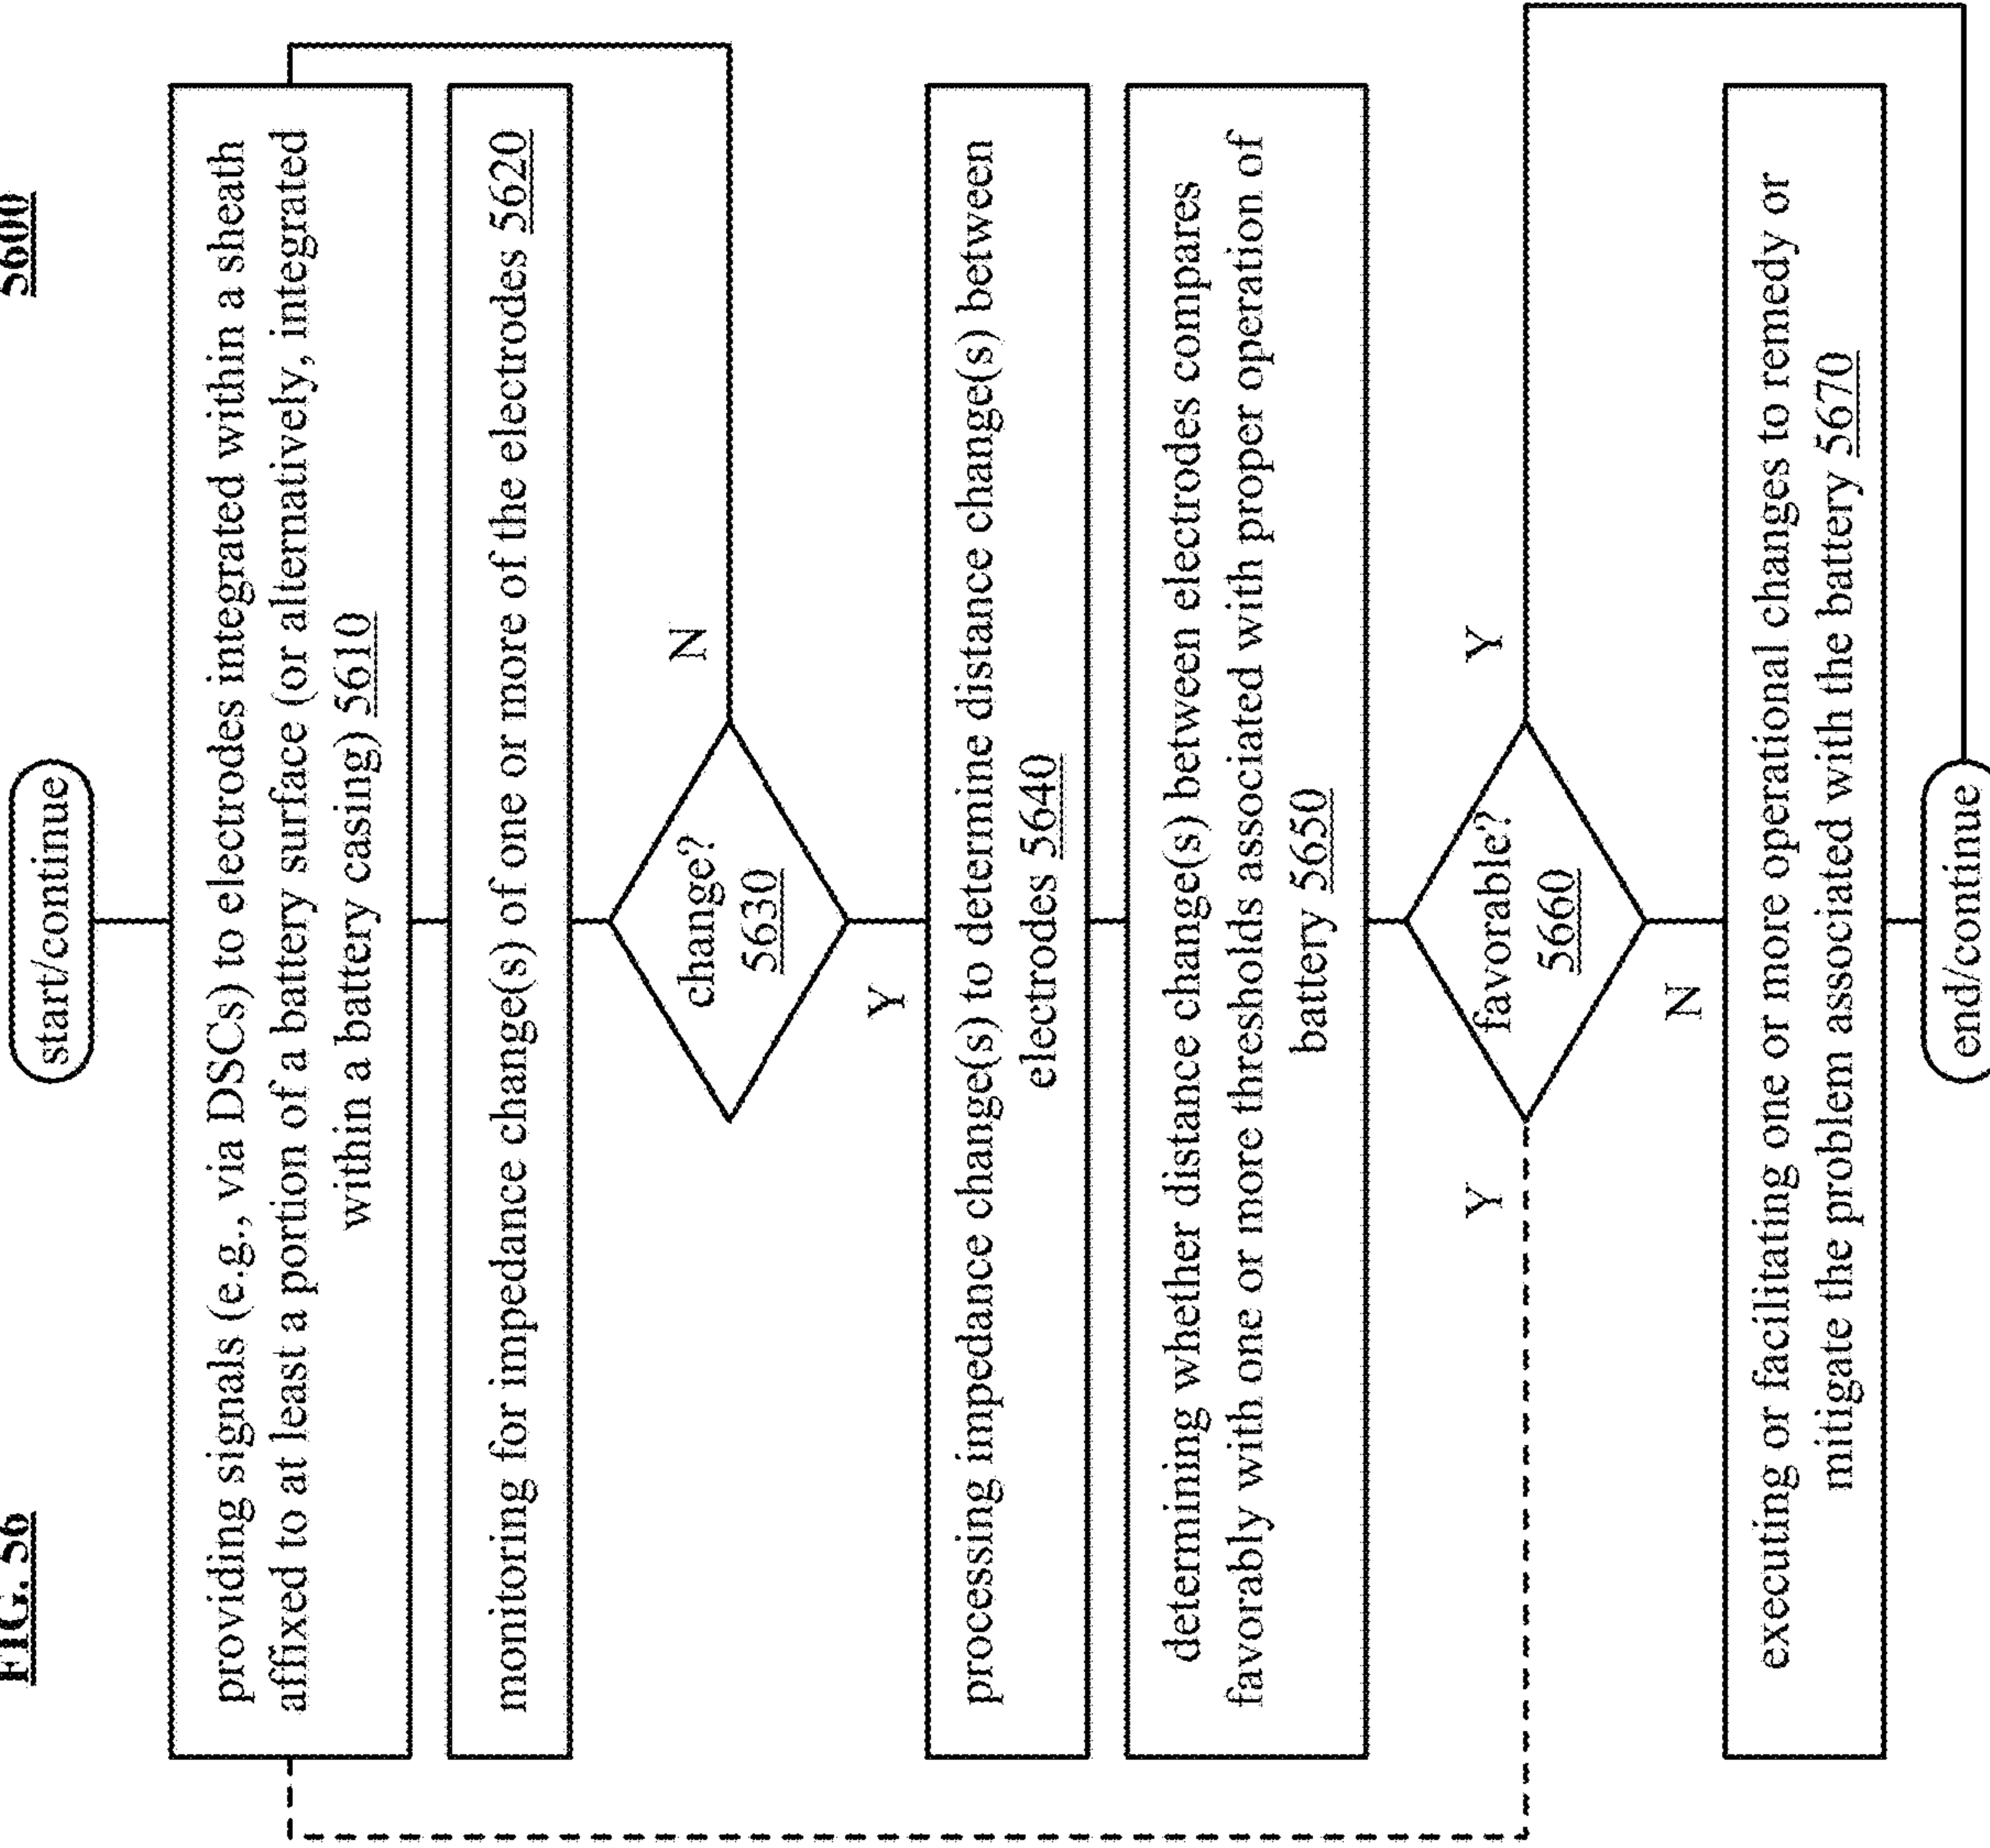 FIG. 56
5600
start/continue
providing signals (e.g., via DSCs) to electrodes integrated within a sheath
affixed to at least a portion of a battery surface (or alternatively, integrated
within a battery casing) 5610
monitoring for impedance change(s) of one or more of the electrodes 5620
change?
5630
N
Y
processing impedance change(s) to determine distance change(s) between
electrodes 5640
determining whether distance change(s) between electrodes compares
favorably with one or more thresholds associated with proper operation of
battery 5650
favorable?
5660
Y
Y
N
executing or facilitating one or more operational changes to remedy or
mitigate the problem associated with the battery 5670
end/continue